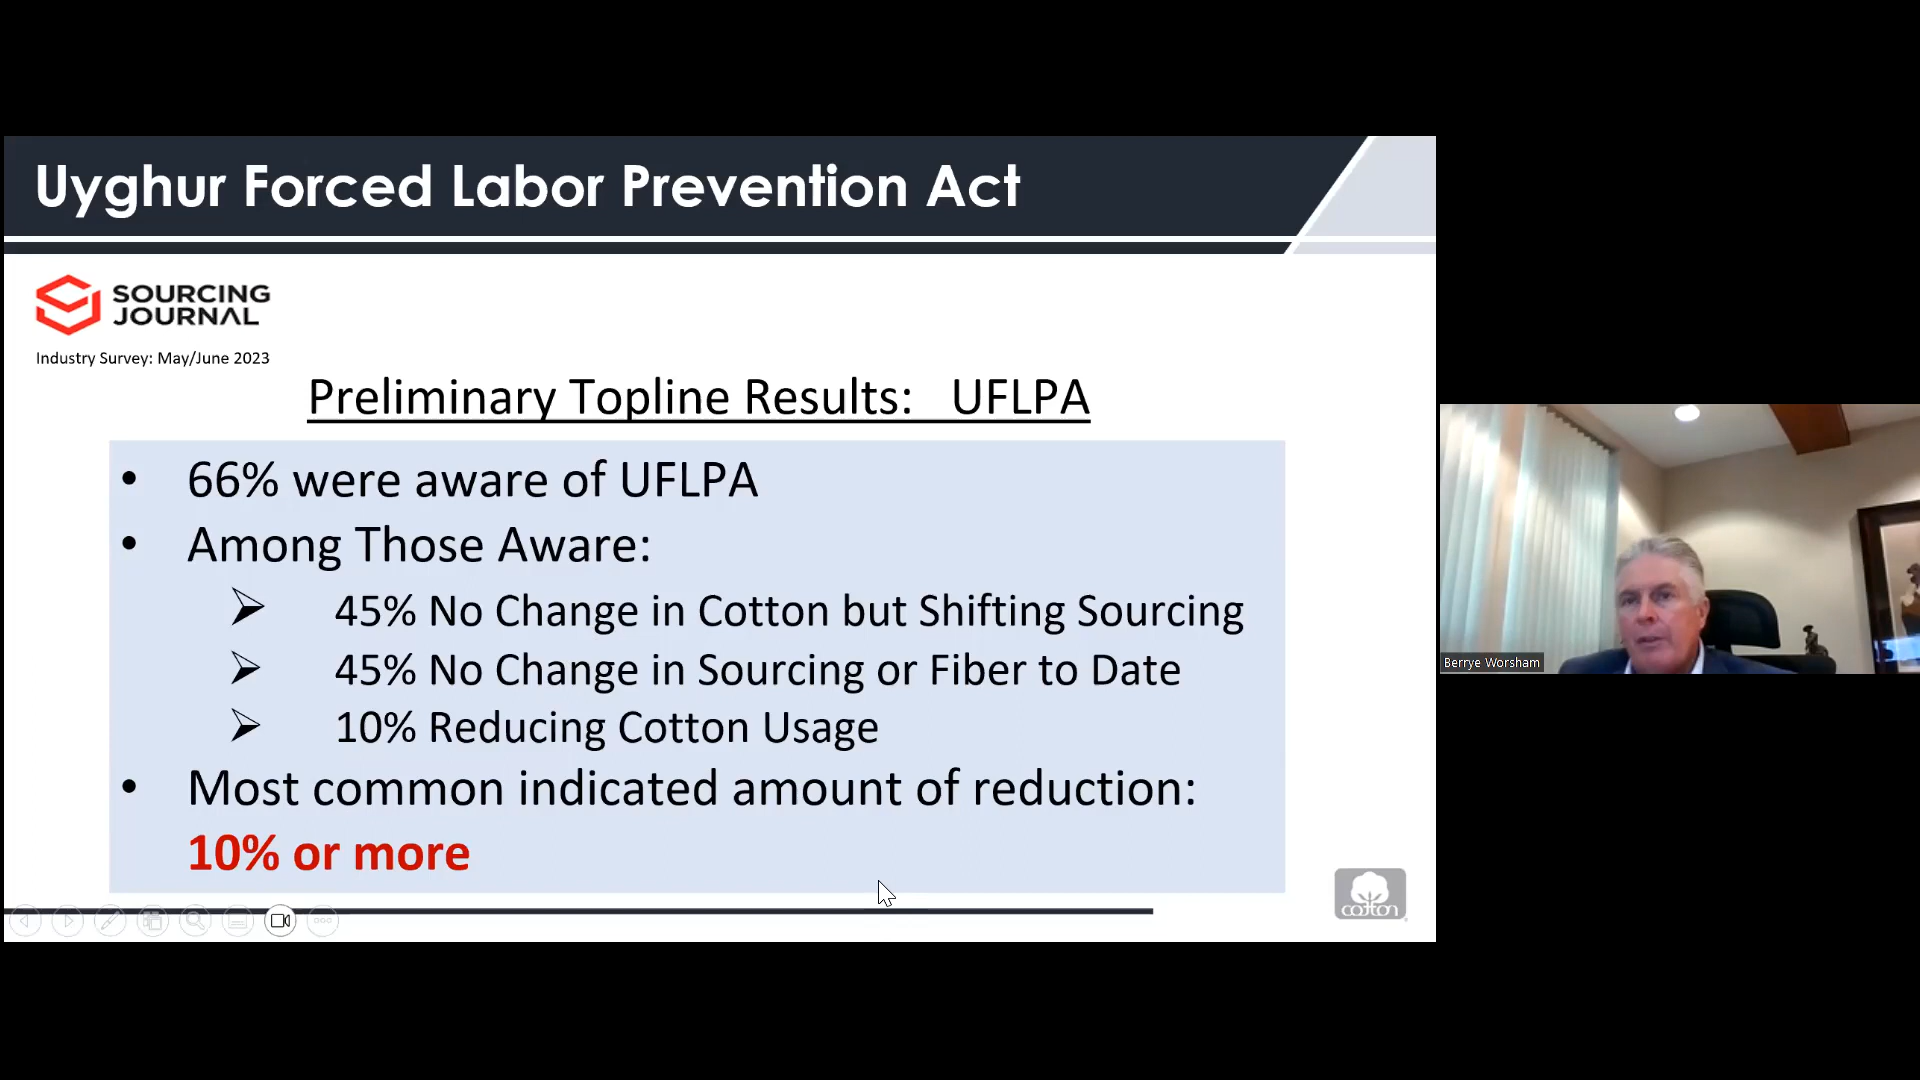 Uyghur Forced Labor Prevention Act
SOURCING
JOURNAL
Industry Survey: May/June 2023
Preliminary Topline Results: UFLPA
• 66% were aware of UFLPA
• Among Those Aware:
➢ 45% No Change in Cotton but Shifting Sourcing
➢ 45% No Change in Sourcing or Fiber to Date
➢ 10% Reducing Cotton Usage
• Most common indicated amount of reduction:
10% or more
cotton
Berrye Worsham